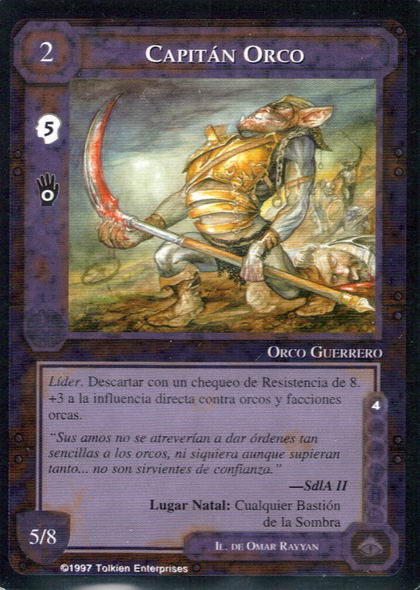 2
CAPITÁN ORCO
5
O
ORCO GUERRERO
Líder. Descartar con un chequeo de Resistencia de 8.
+3 a la influencia directa contra orcos y facciones
orcas.
4
“Sus amos no se atreverían a dar órdenes tan
sencillas a los orcos, ni siquiera aunque supieran
tanto... no son sirvientes de confianza.”
—SdlA II
Lugar Natal: Cualquier Bastión
de la Sombra
5/8
IL. DE OMAR RAYYAN
©1997 Tolkien Enterprises